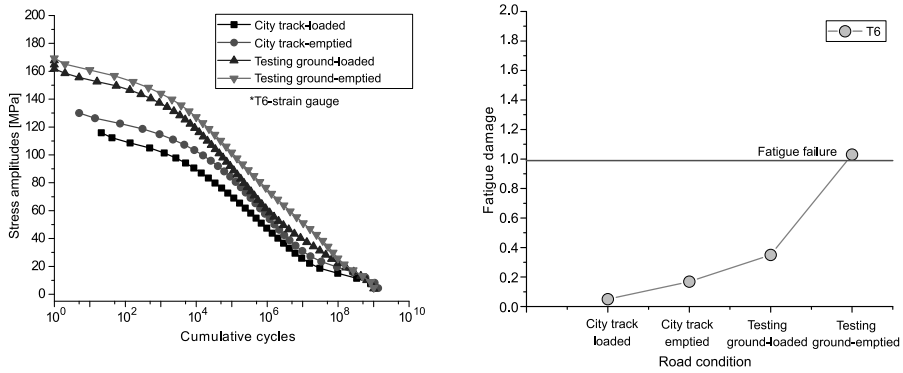 200
180
160
140
120
100
80
60
40
20
0
Stress amplitudes [MPa]
10^0
10^2
10^4
10^6
10^8
10^10
Cumulative cycles
City track-loaded
City track-emptied
Testing ground-loaded
Testing ground-emptied
*T6-strain gauge
2.0
1.8
1.6
1.4
1.2
1.0
0.8
0.6
0.4
0.2
0.0
Fatigue damage
T6
Fatigue failure
City track
loaded
City track
emptied
Testing
ground-loaded
Testing
ground-emptied
Road condition